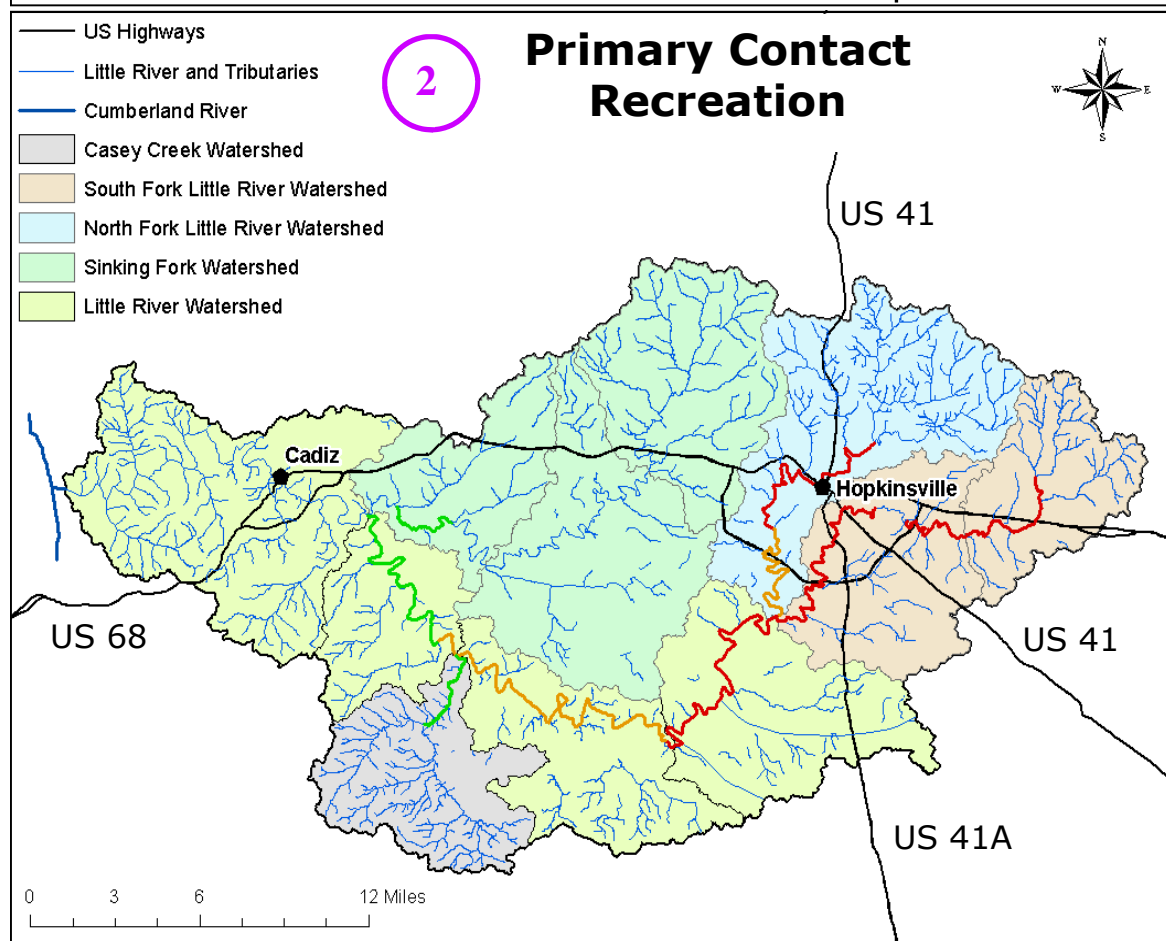 US Highways
Little River and Tributaries
Cumberland River
Casey Creek Watershed
South Fork Little River Watershed
North Fork Little River Watershed
Sinking Fork Watershed
Little River Watershed
2
Primary Contact
Recreation
N
W
E
S
US 41
Cadiz
Hopkinsville
US 68
US 41
US 41A
0 3 6 12 Miles